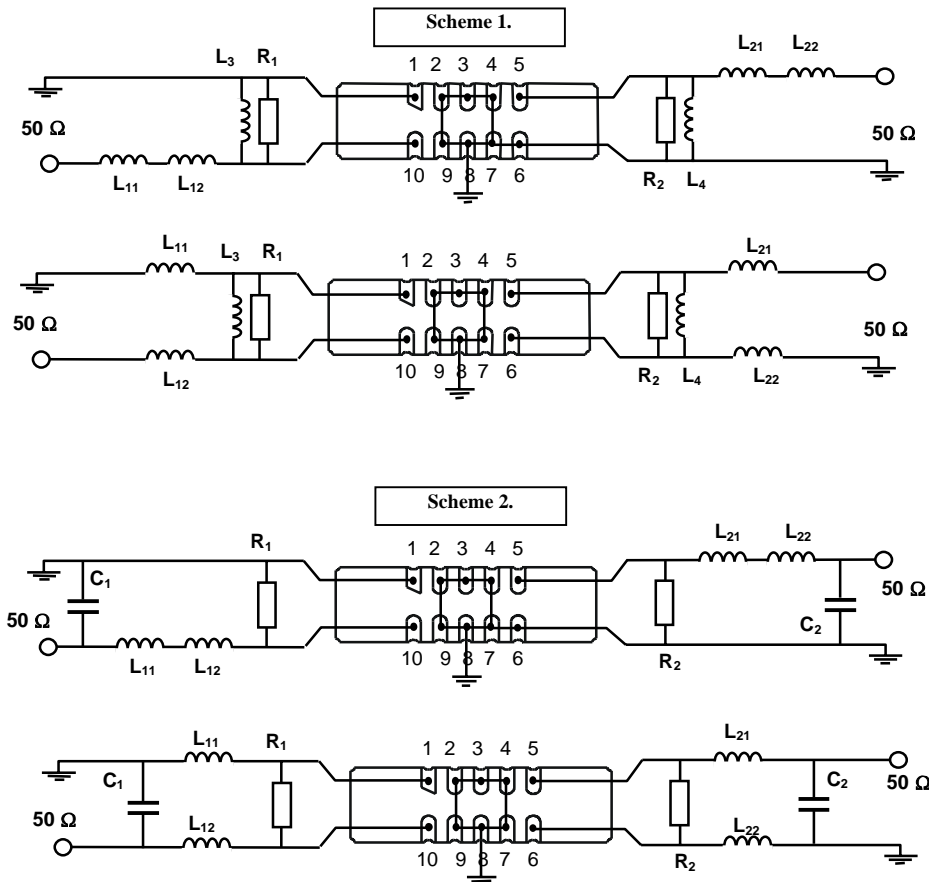 Scheme 1.
L21 L22
L3 R1 1 2 3 4 5
50 Ω 50 Ω
L11 L12 10 9 8 7 6 R2 L4
L11 L21
L3 R1 1 2 3 4 5
50 Ω 50 Ω
L12 10 9 8 7 6 R2 L4 L22
Scheme 2.
L21 L22
R1 1 2 3 4 5
C1 50 Ω
50 Ω C2
L11 L12 10 9 8 7 6 R2
L11 R1 1 2 3 4 5 L21
C1 C2 50 Ω
50 Ω L12 L22
10 9 8 7 6 R2